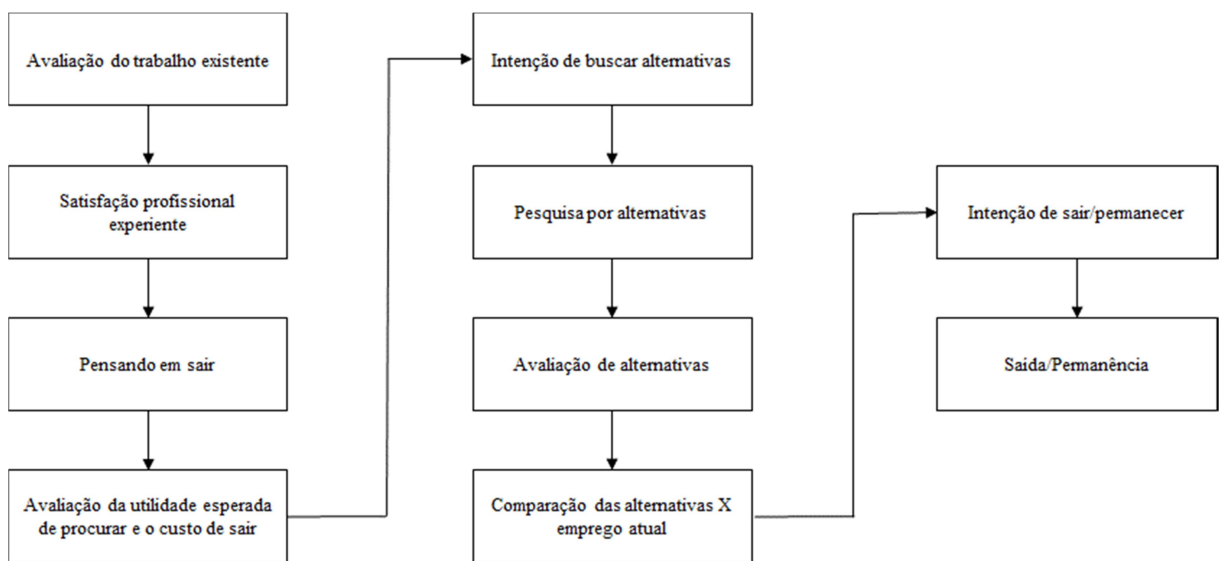 Avaliação do trabalho existente
Satisfação profissional
experiente
Pensando em sair
Avaliação da utilidade esperada
de procurar e o custo de sair
Intenção de buscar alternativas
Pesquisa por alternativas
Avaliação de alternativas
Comparação das alternativas X
emprego atual
Intenção de sair/permanecer
Saída/Permanência